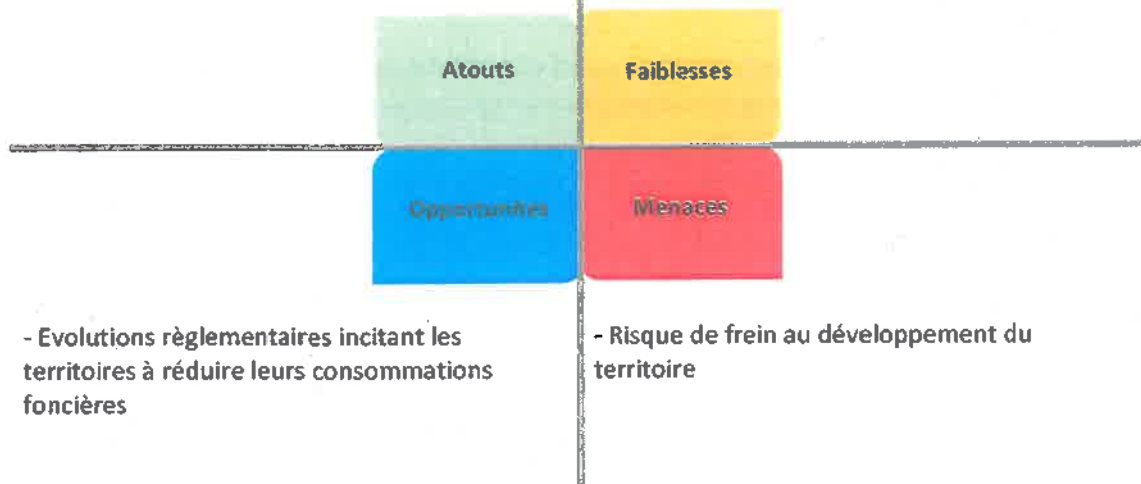 Atouts
Faiblesses
Opportunités
Menaces
- Evolutions règlementaires incitant les
territoires à réduire leurs consommations
foncières
- Risque de frein au développement du
territoire